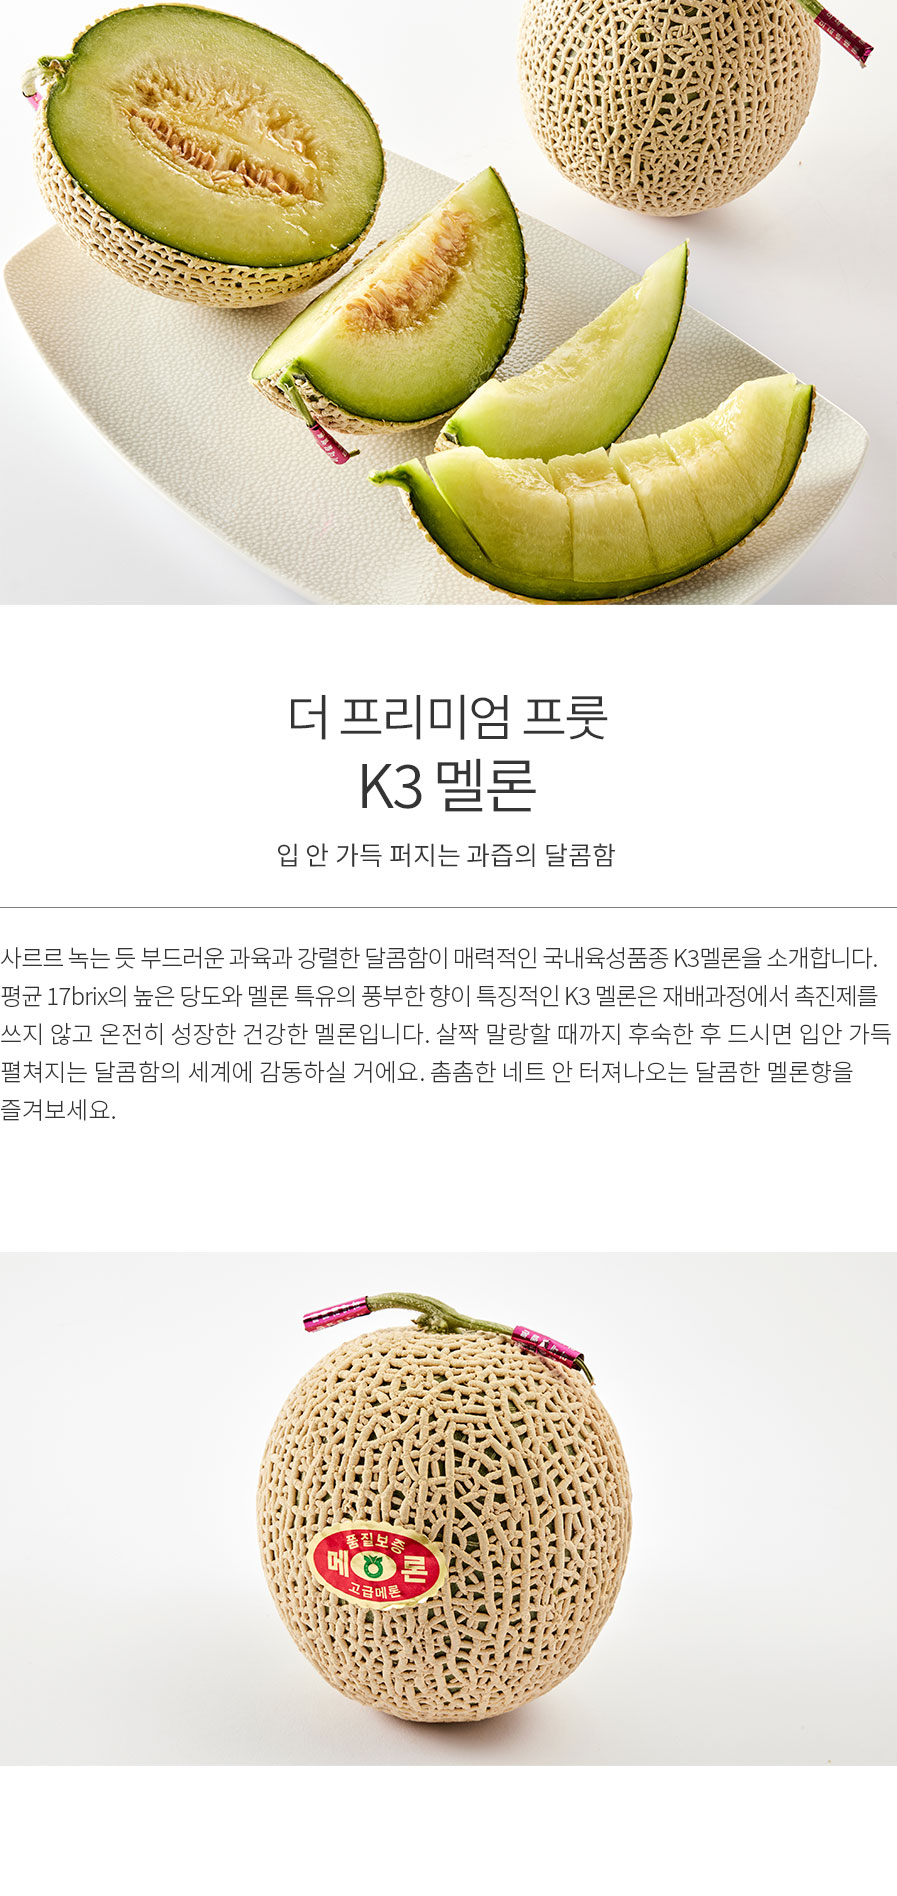 더 프리미엄 프룻
K3 멜론
입 안 가득 퍼지는 과즙의 달콤함
사르르 녹는 듯 부드러운 과육과 강렬한 달콤함이 매력적인 국내육성품종 K3멜론을 소개합니다.
평균 17brix의 높은 당도와 멜론 특유의 풍부한 향이 특징적인 K3 멜론은 재배과정에서 촉진제를
쓰지 않고 온전히 성장한 건강한 멜론입니다. 살짝 말랑할 때까지 후숙한 후 드시면 입안 가득
펼쳐지는 달콤함의 세계에 감동하실 거에요. 촘촘한 네트 안 터져나오는 달콤한 멜론향을
즐겨보세요.
품질보증
메론
고급메론